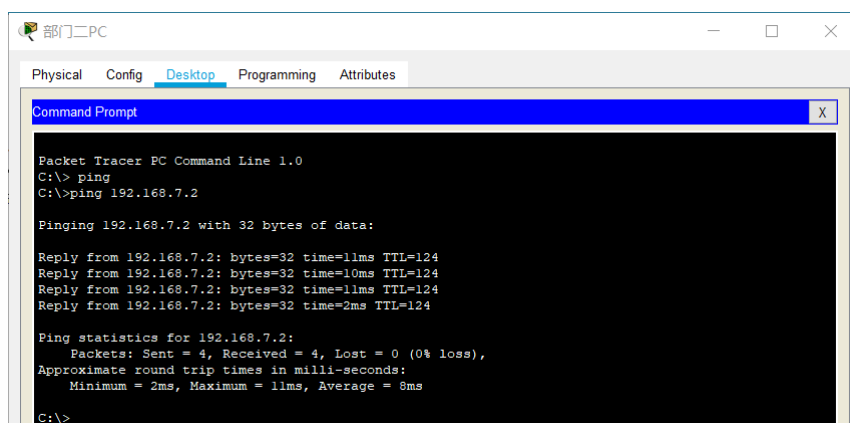 部门二PC
Physical Config Desktop Programming Attributes
Command Prompt
X
Packet Tracer PC Command Line 1.0
C:\> ping
C:\>ping 192.168.7.2
Pinging 192.168.7.2 with 32 bytes of data:
Reply from 192.168.7.2: bytes=32 time=11ms TTL=124
Reply from 192.168.7.2: bytes=32 time=10ms TTL=124
Reply from 192.168.7.2: bytes=32 time=11ms TTL=124
Reply from 192.168.7.2: bytes=32 time=2ms TTL=124
Ping statistics for 192.168.7.2:
Packets: Sent = 4, Received = 4, Lost = 0 (0% loss),
Approximate round trip times in milli-seconds:
Minimum = 2ms, Maximum = 11ms, Average = 8ms
C:\>